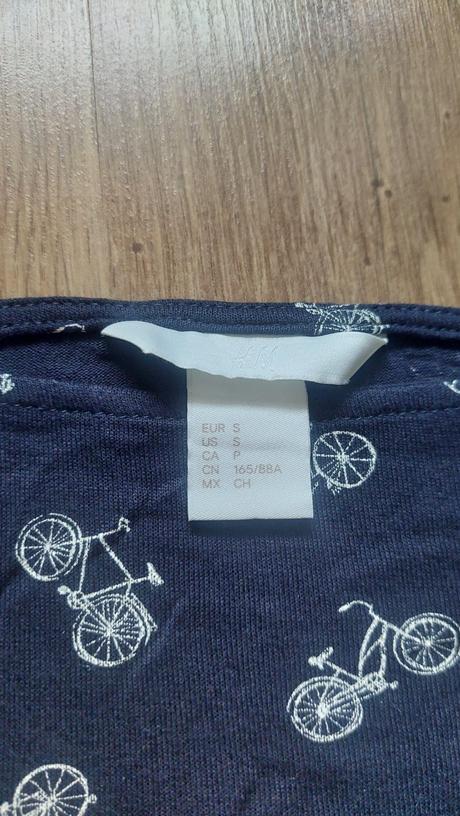 H&M
EUR S
US S
CA P
CN 165/88A
MX CH